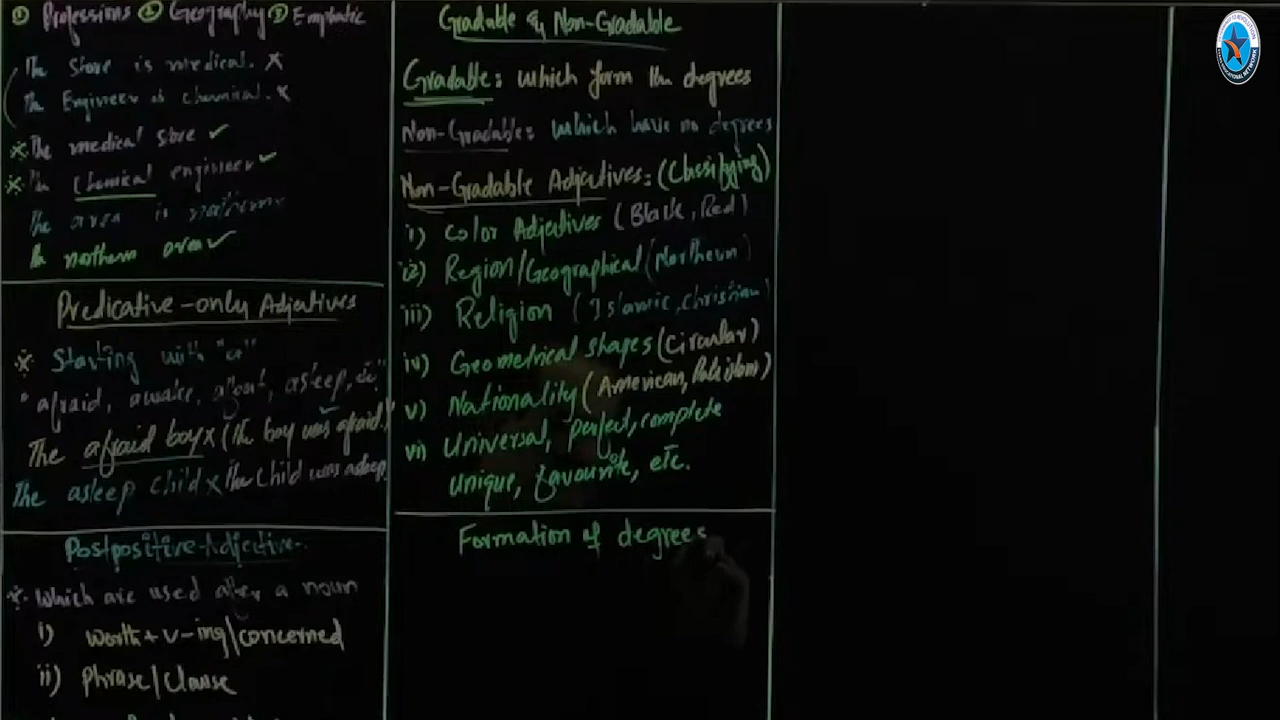 ① Professions ② Geography ③ Emphatic
The store is medical. ×
The Engineer is chemical. ×
* The medical store ✓
* The chemical engineer ✓
The area is northern
The northern area ✓
Predicative-only Adjectives
* Starting with "a"
"afraid, awake, afloat, asleep, etc"
The afraid boy × (The boy was afraid.)
The asleep child × The child was asleep
Postpositive Adjective
* Which are used after a noun
i) worth + v-ing/concerned
ii) Phrase/Clause
Gradable & Non-Gradable
Gradable: which form the degrees
Non-Gradable: which have no degrees
Non-Gradable Adjectives: (Classifying)
i) Color Adjectives (Black, Red)
ii) Region/Geographical (Northern)
iii) Religion (Islamic, Christian)
iv) Geometrical shapes (Circular)
v) Nationality (American, Pakistani)
vi) Universal, perfect, complete
unique, favourite, etc.
Formation of degrees